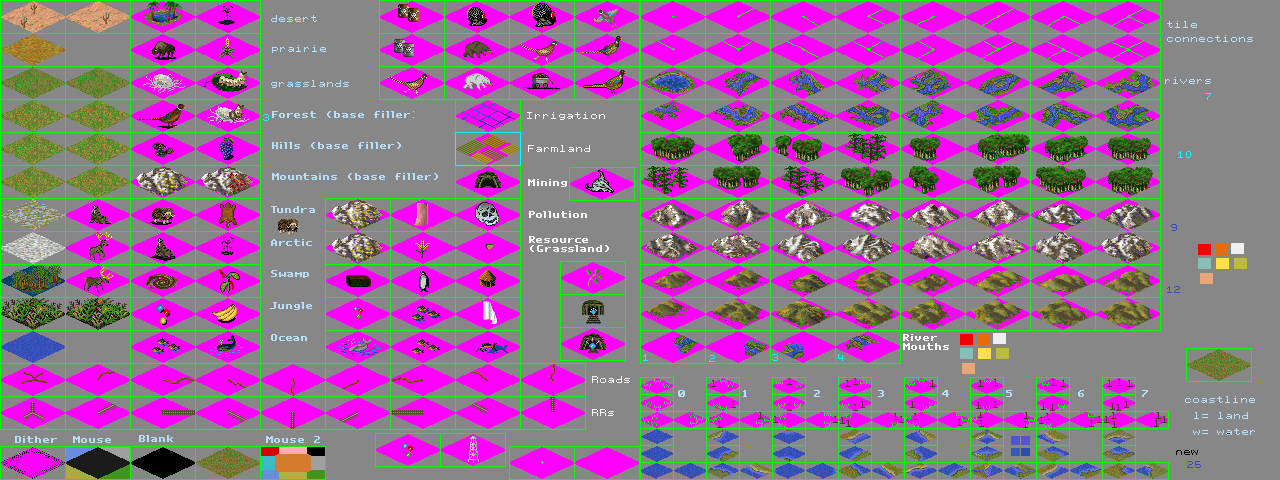 desert
tile
connections
prairie
grasslands
rivers
7
3Forest (base filler)
Irrigation
Hills (base filler)
Farmland
10
Mountains (base filler)
Mining
Tundra
Pollution
9
Arctic
Resource
(Grassland)
Swamp
12
Jungle
Ocean
River
Mouths
1 2 3 4
Roads
0 1 2 3 4 5 6 7
coastline
l= land
w= water
RRs
Dither Mouse Blank Mouse 2
new
25